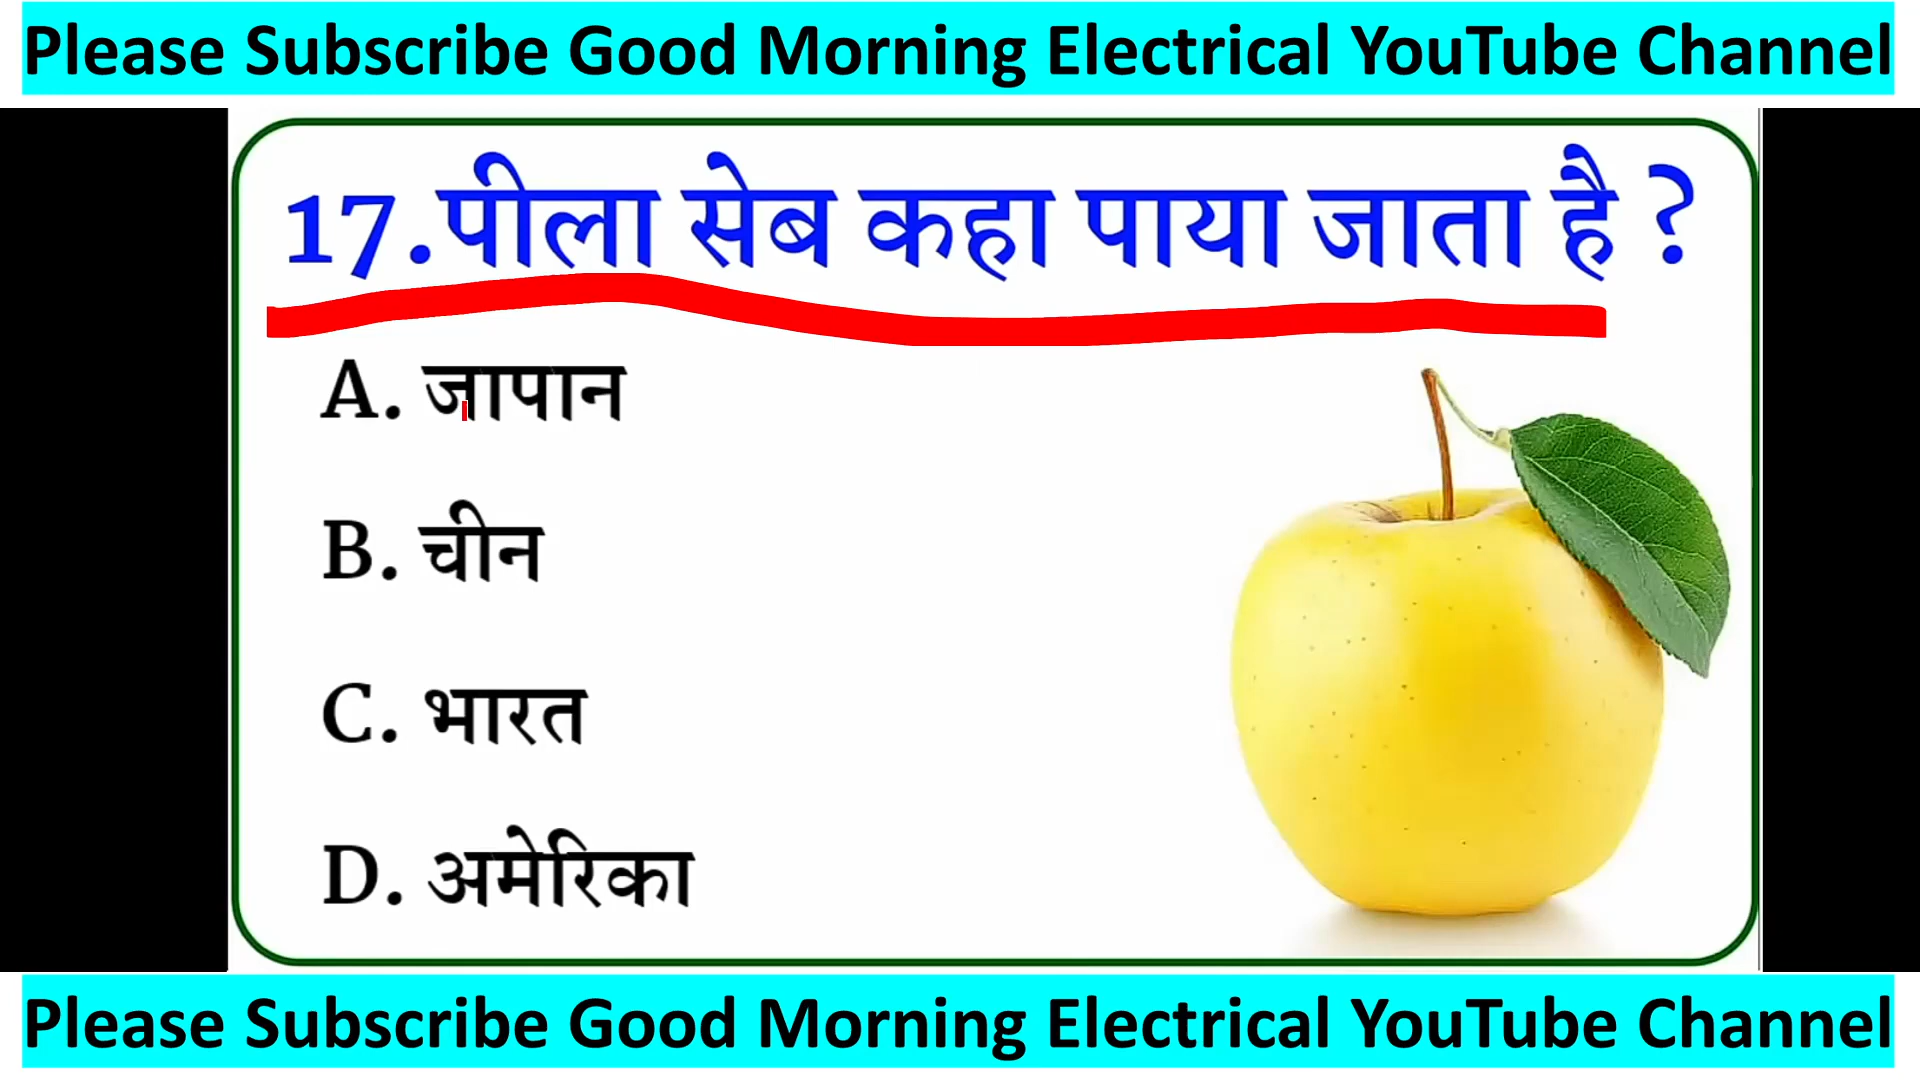 Please Subscribe Good Morning Electrical YouTube Channel
17.पीला सेब कहा पाया जाता है ?
A. जापान
B. चीन
C. भारत
D. अमेरिका
Please Subscribe Good Morning Electrical YouTube Channel